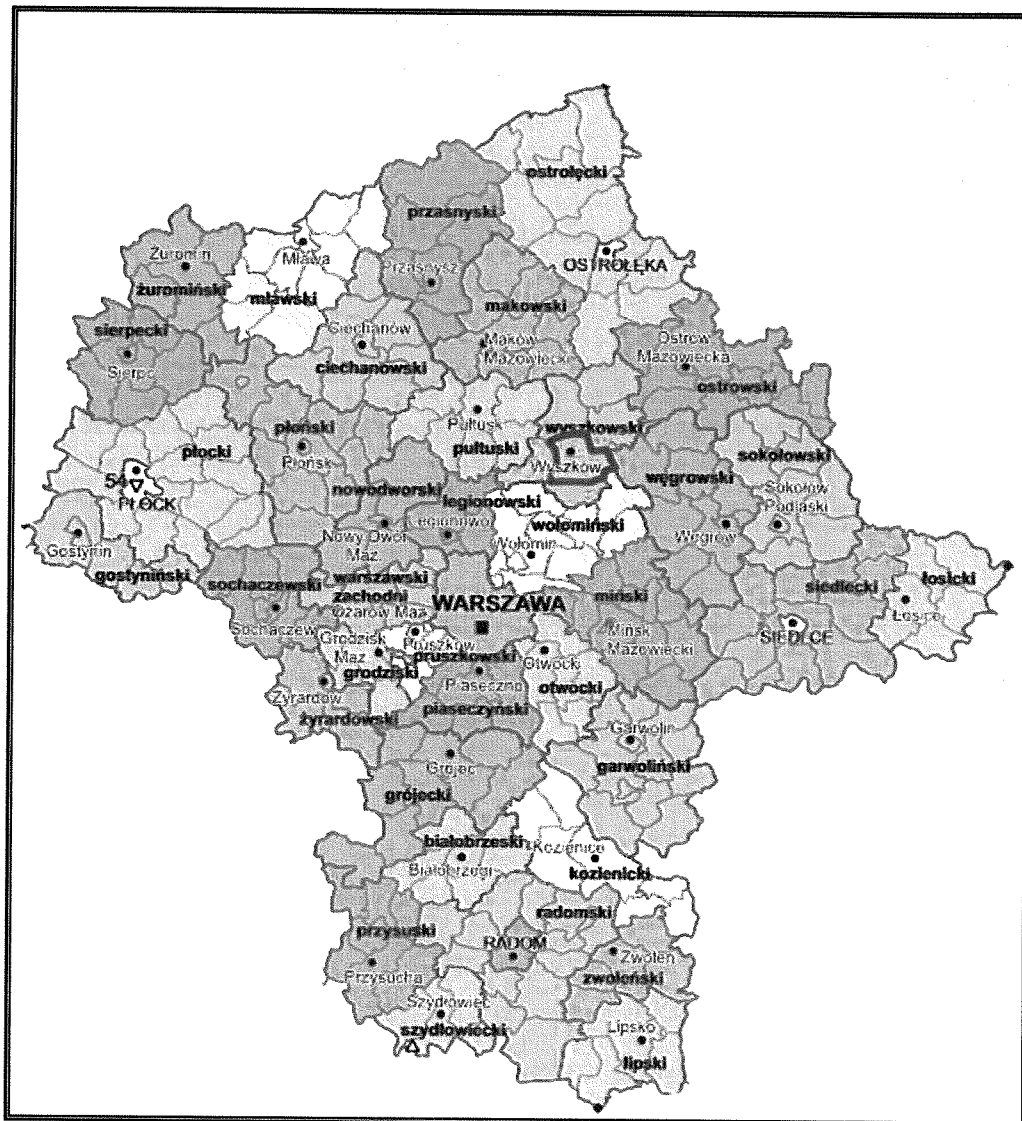 ostrołęcki
przasnyski
Żuromin
Mława
Przasnysz
OSTROŁĘKA
żuromiński
mławski
makowski
sierpecki
Ciechanów
Maków
Mazowiecki
Ostrów
Mazowiecka
Sierpc
ciechanowski
ostrowski
płoński
Pułtusk
wyszkowski
płocki
Płońsk
pułtuski
Wyszków
sokołowski
54
PŁOCK
nowodworski
legionowski
węgrowski
Sokołów
Podlaski
Legionowo
wołomiński
Gostynin
Nowy Dwór
Maz
Wołomin
Węgrów
gostyniński
sochaczewski
warszawski
zachodni
miński
siedlecki
łosicki
Ożarów Maz
WARSZAWA
Łosice
Sochaczew
Grodzisk
Maz
Pruszków
Mińsk
Mazowiecki
SIEDLCE
pruszkowski
Otwock
grodziski
Piaseczno
otwocki
Żyrardów
żyrardowski
piaseczyński
Garwolin
Grójec
garwoliński
grójecki
białobrzeski
Kozienice
Białobrzegi
kozienicki
radomski
przysuski
RADOM
Zwoleń
Przysucha
zwoleński
Szydłowiec
szydłowiecki
Lipsko
lipski